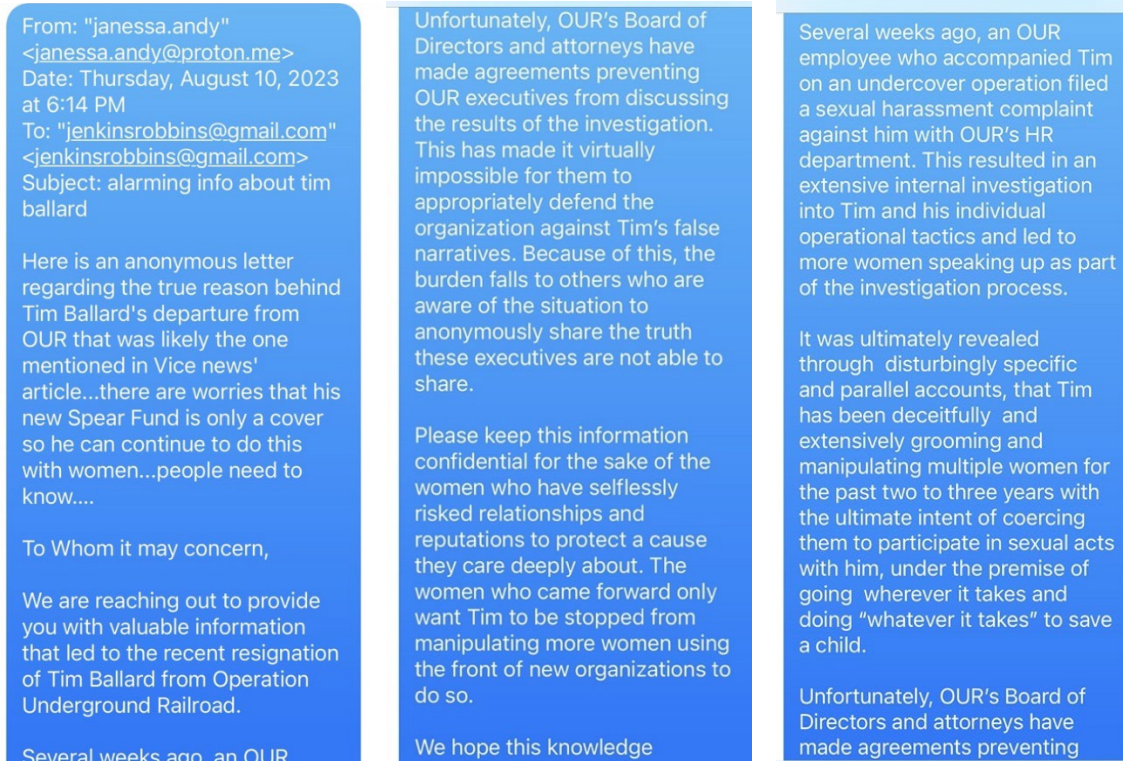 From: "janessa.andy"
<janessa.andy@proton.me>
Date: Thursday, August 10, 2023
at 6:14 PM
To: "jenkinsrobbins@gmail.com"
<jenkinsrobbins@gmail.com>
Subject: alarming info about tim
ballard
Here is an anonymous letter
regarding the true reason behind
Tim Ballard's departure from
OUR that was likely the one
mentioned in Vice news'
article...there are worries that his
new Spear Fund is only a cover
so he can continue to do this
with women...people need to
know....
To Whom it may concern,
We are reaching out to provide
you with valuable information
that led to the recent resignation
of Tim Ballard from Operation
Underground Railroad.
Several weeks ago, an OUR
Unfortunately, OUR's Board of
Directors and attorneys have
made agreements preventing
OUR executives from discussing
the results of the investigation.
This has made it virtually
impossible for them to
appropriately defend the
organization against Tim's false
narratives. Because of this, the
burden falls to others who are
aware of the situation to
anonymously share the truth
these executives are not able to
share.
Please keep this information
confidential for the sake of the
women who have selflessly
risked relationships and
reputations to protect a cause
they care deeply about. The
women who came forward only
want Tim to be stopped from
manipulating more women using
the front of new organizations to
do so.
We hope this knowledge
Several weeks ago, an OUR
employee who accompanied Tim
on an undercover operation filed
a sexual harassment complaint
against him with OUR's HR
department. This resulted in an
extensive internal investigation
into Tim and his individual
operational tactics and led to
more women speaking up as part
of the investigation process.
It was ultimately revealed
through  disturbingly specific
and parallel accounts, that Tim
has been deceitfully  and
extensively grooming and
manipulating multiple women for
the past two to three years with
the ultimate intent of coercing
them to participate in sexual acts
with him, under the premise of
going  wherever it takes and
doing “whatever it takes” to save
a child.
Unfortunately, OUR's Board of
Directors and attorneys have
made agreements preventing